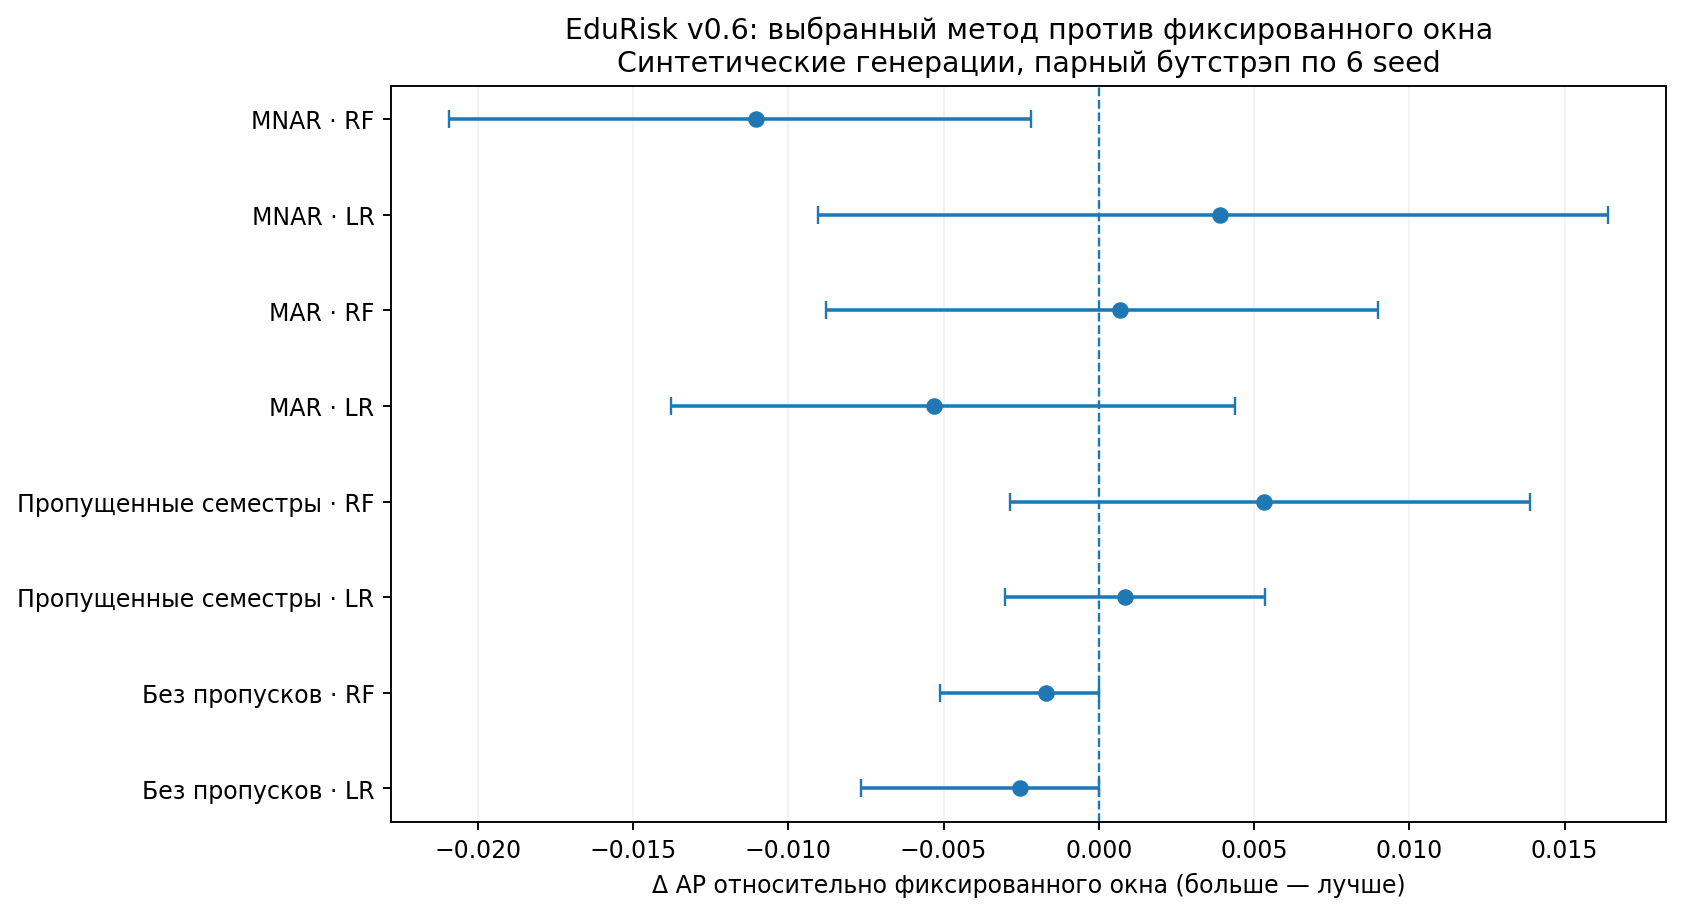 EduRisk v0.6: выбранный метод против фиксированного окна
Синтетические генерации, парный бутстрэп по 6 seed
MNAR · RF
MNAR · LR
MAR · RF
MAR · LR
Пропущенные семестры · RF
Пропущенные семестры · LR
Без пропусков · RF
Без пропусков · LR
−0.020 −0.015 −0.010 −0.005 0.000 0.005 0.010 0.015
Δ AP относительно фиксированного окна (больше — лучше)